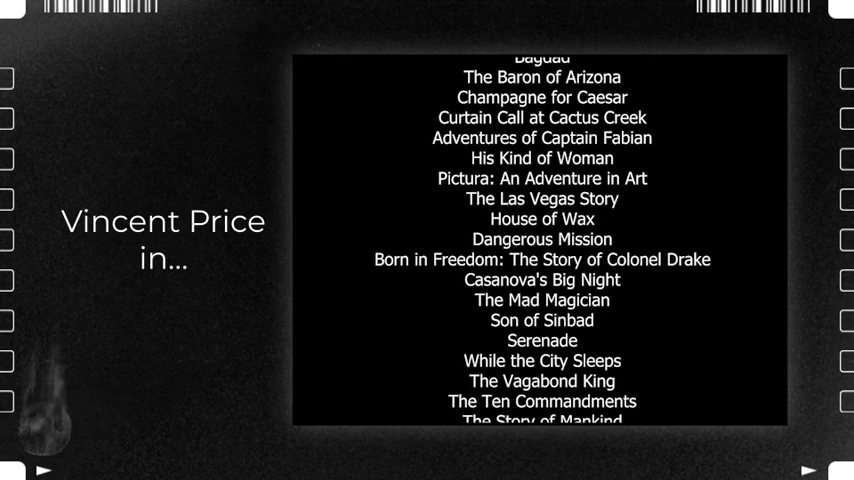 Vincent Price
in...
Bagdad
The Baron of Arizona
Champagne for Caesar
Curtain Call at Cactus Creek
Adventures of Captain Fabian
His Kind of Woman
Pictura: An Adventure in Art
The Las Vegas Story
House of Wax
Dangerous Mission
Born in Freedom: The Story of Colonel Drake
Casanova's Big Night
The Mad Magician
Son of Sinbad
Serenade
While the City Sleeps
The Vagabond King
The Ten Commandments
The Story of Mankind